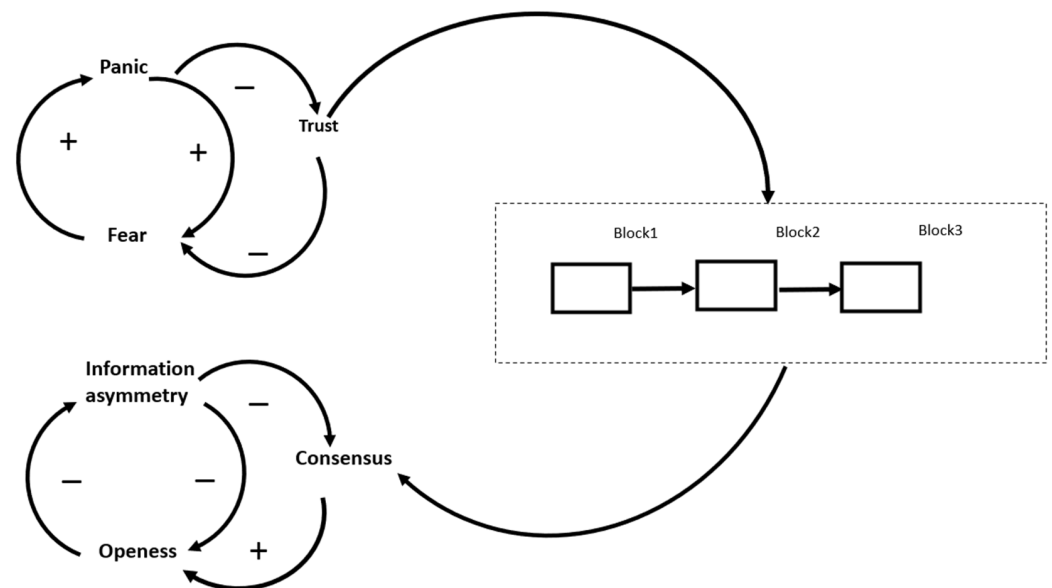 Panic
−
Trust
+
+
Fear
−
Block1
Block2
Block3
Information
asymmetry
−
Consensus
−
−
Openess
+